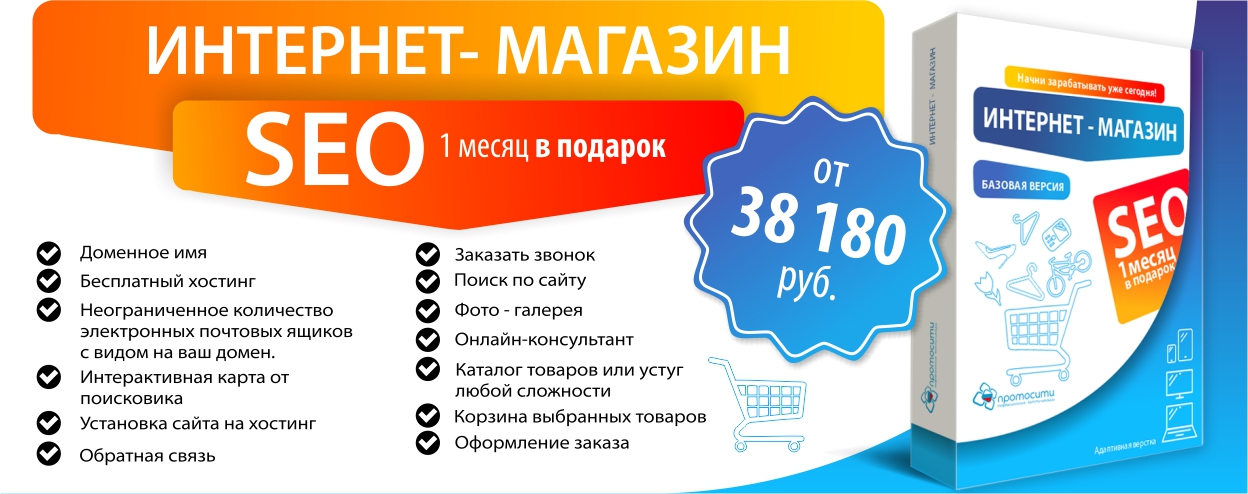 ИНТЕРНЕТ- МАГАЗИН
SEO 1 месяц в подарок
от
38 180
руб.
Доменное имя
Бесплатный хостинг
Неограниченное количество
электронных почтовых ящиков
с видом на ваш домен.
Интерактивная карта от
поисковика
Установка сайта на хостинг
Обратная связь
Заказать звонок
Поиск по сайту
Фото - галерея
Онлайн-консультант
Каталог товаров или устуг
любой сложности
Корзина выбранных товаров
Оформление заказа
ИНТЕРНЕТ - МАГАЗИН
протосити
Начни зарабатывать уже сегодня!
ИНТЕРНЕТ - МАГАЗИН
БАЗОВАЯ ВЕРСИЯ
SEO
1 месяц
в подарок
протосити
Адаптивная верстка